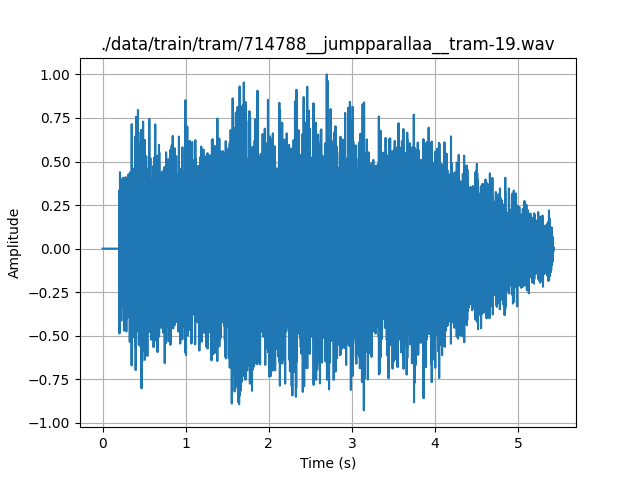 ./data/train/tram/714788__jumpparallaa__tram-19.wav
1.00
0.75
0.50
0.25
0.00
−0.25
−0.50
−0.75
−1.00
Amplitude
0 1 2 3 4 5
Time (s)